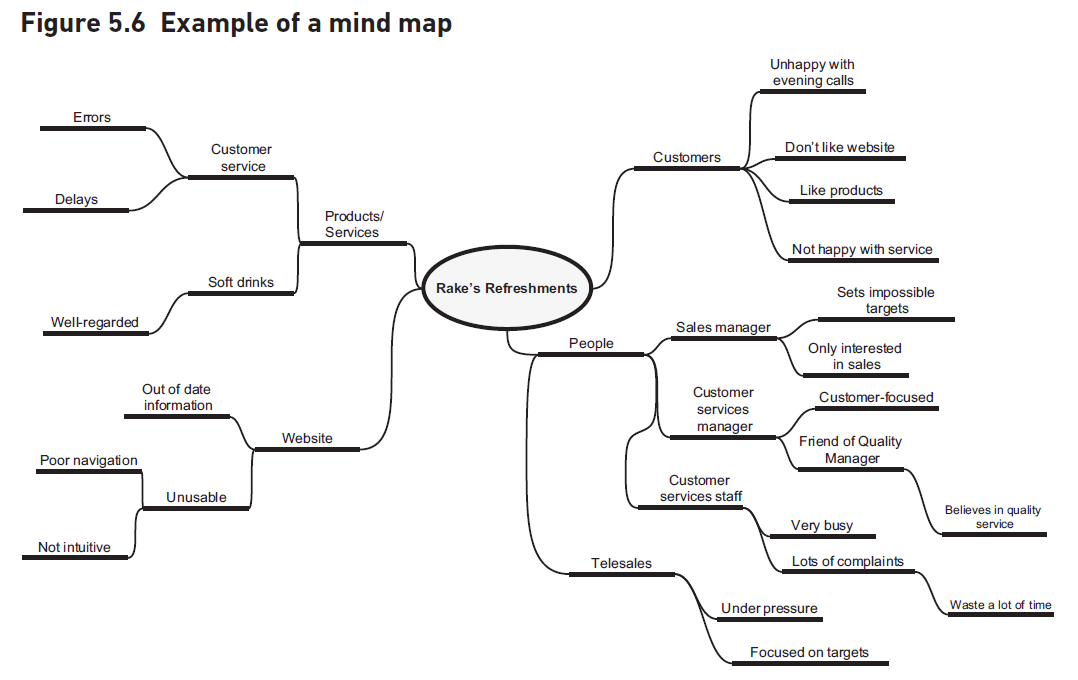 Figure 5.6 Example of a mind map
Errors
Delays
Customer
service
Products/
Services
Soft drinks
Well-regarded
Out of date
information
Website
Poor navigation
Unusable
Not intuitive
Rake's Refreshments
Customers
Unhappy with
evening calls
Don't like website
Like products
Not happy with service
People
Sales manager
Sets impossible
targets
Only interested
in sales
Customer
services
manager
Customer-focused
Friend of Quality
Manager
Believes in quality
service
Customer
services staff
Very busy
Lots of complaints
Waste a lot of time
Telesales
Under pressure
Focused on targets